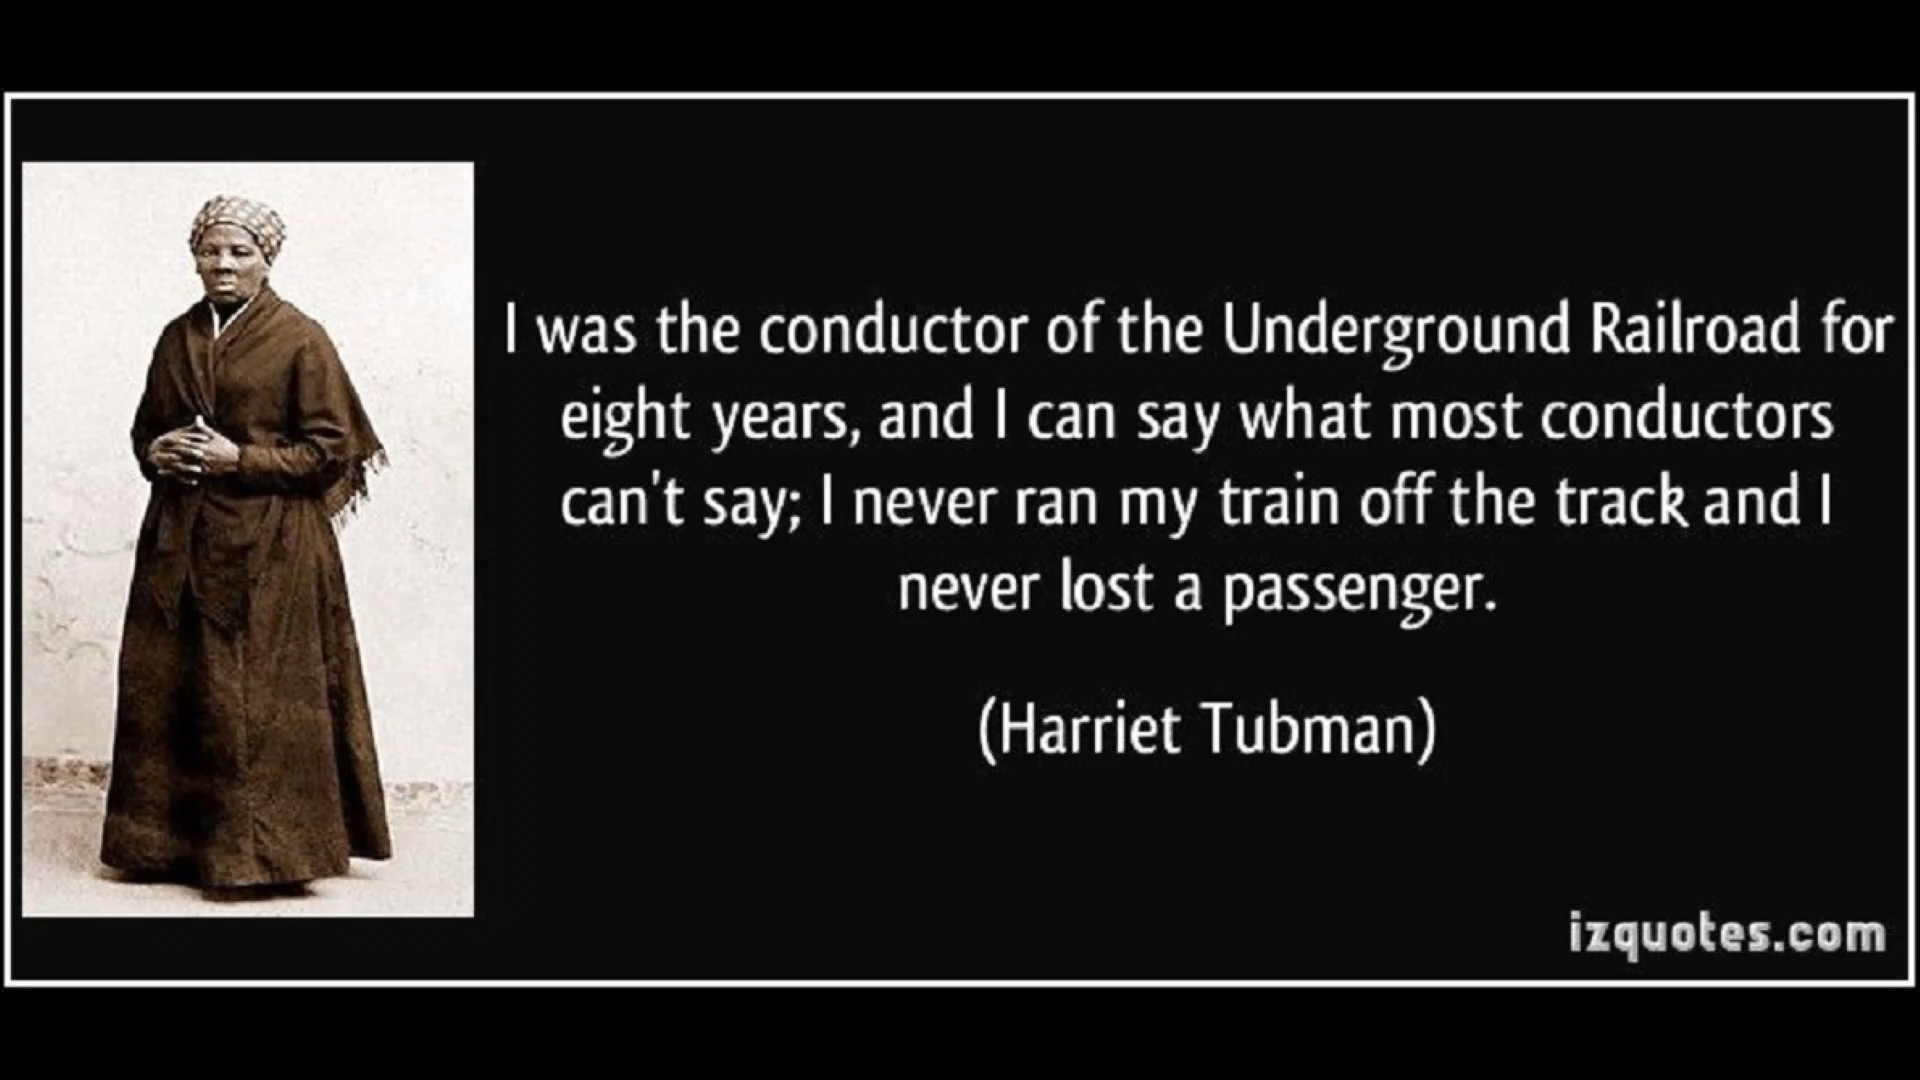 I was the conductor of the Underground Railroad for
eight years, and I can say what most conductors
can't say; I never ran my train off the track and I
never lost a passenger.
(Harriet Tubman)
izquotes.com